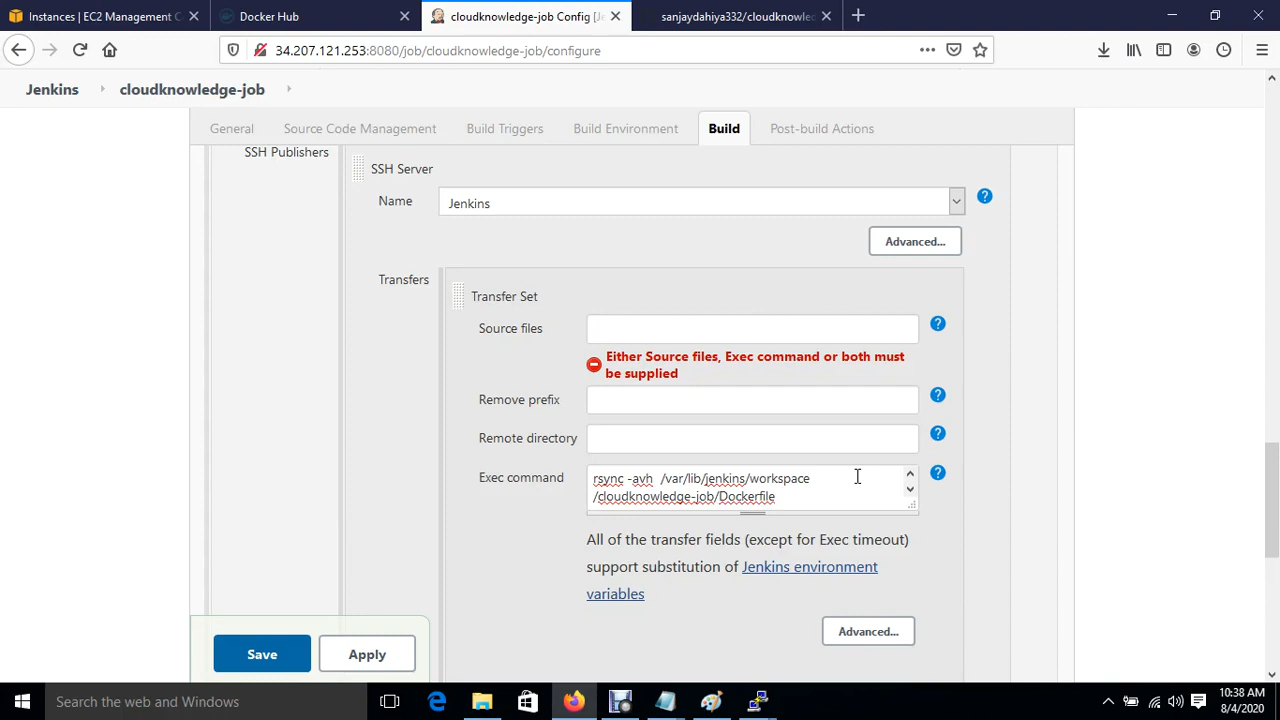 Instances | EC2 Management C
Docker Hub
cloudknowledge-job Config [Je
sanjaydahiya332/cloudknowled
34.207.121.253:8080/job/cloudknowledge-job/configure
Jenkins
cloudknowledge-job
General
Source Code Management
Build Triggers
Build Environment
Build
Post-build Actions
SSH Publishers
SSH Server
Name
Jenkins
Advanced...
Transfers
Transfer Set
Source files
Either Source files, Exec command or both must
be supplied
Remove prefix
Remote directory
Exec command
rsync -avh  /var/lib/jenkins/workspace
/cloudknowledge-job/Dockerfile
All of the transfer fields (except for Exec timeout)
support substitution of Jenkins environment
variables
Advanced...
Save
Apply
Search the web and Windows
10:38 AM
8/4/2020